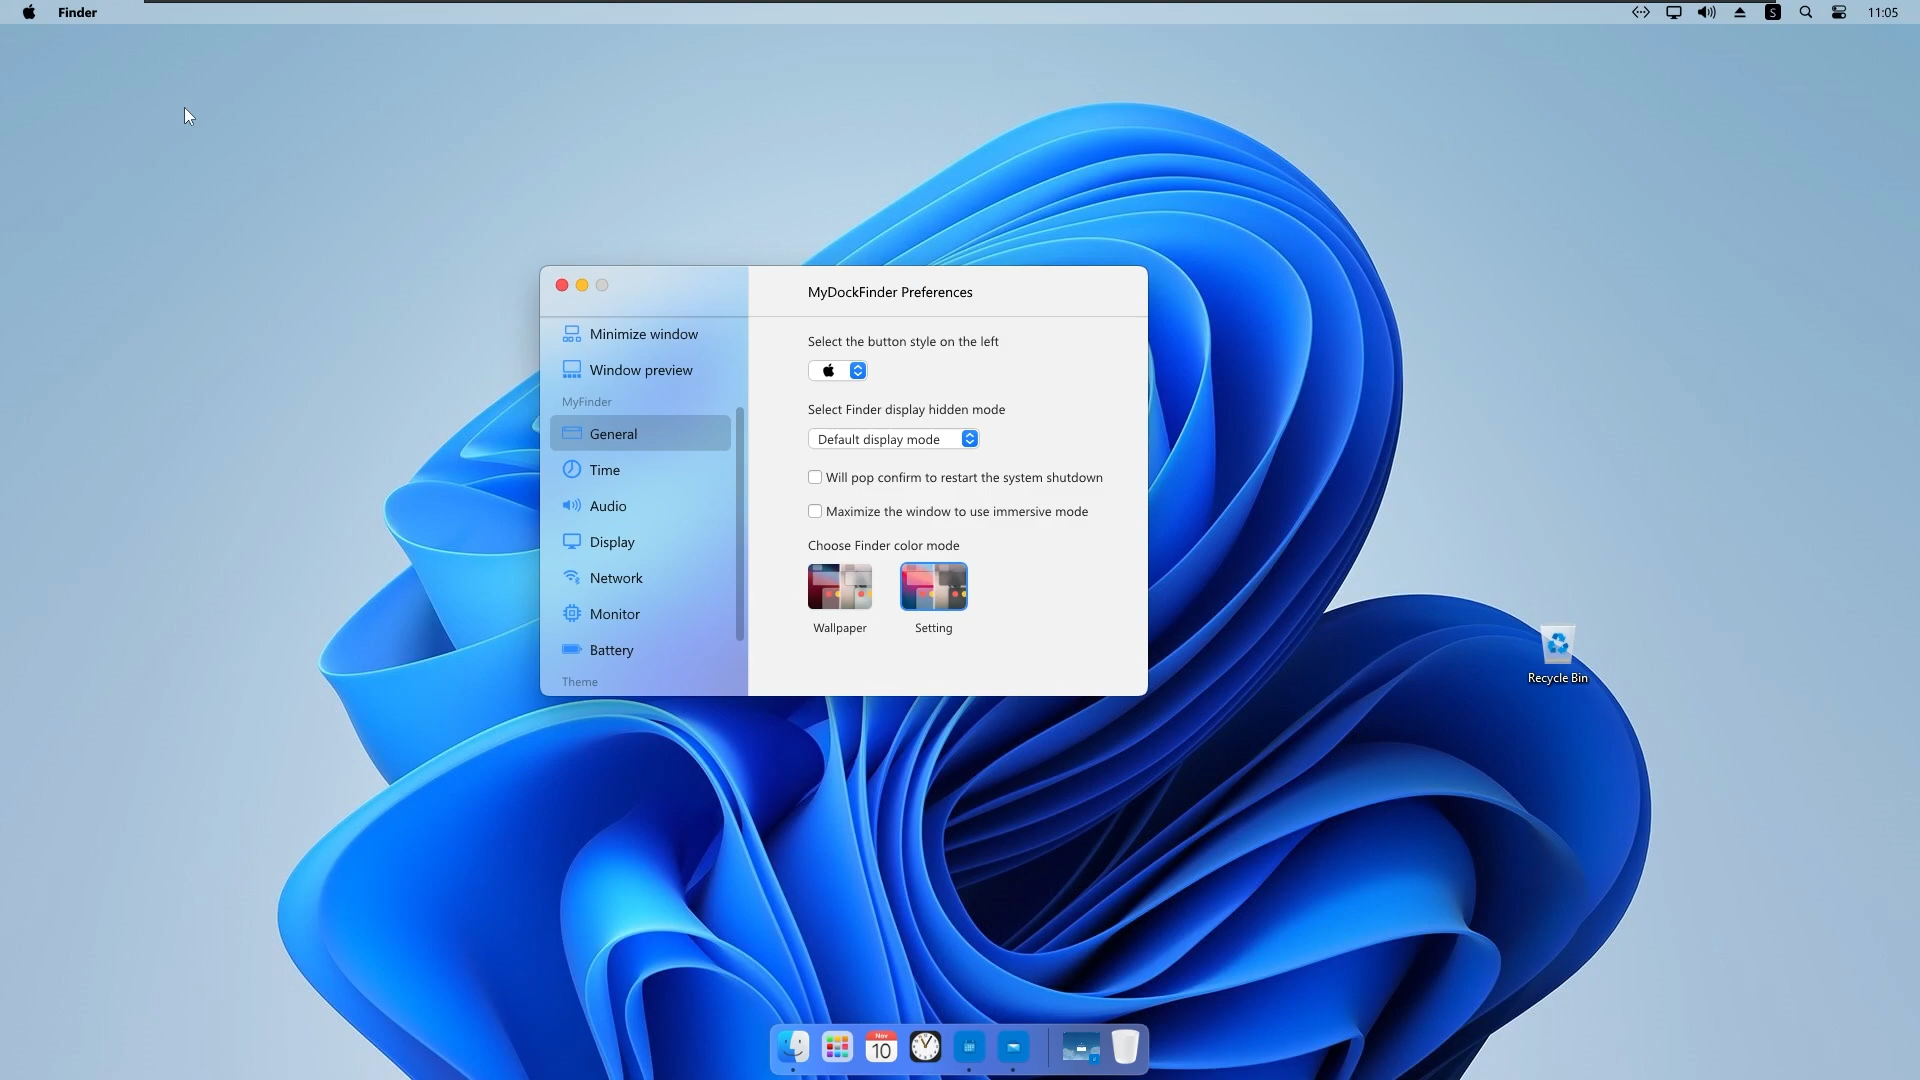 Finder
S
11:05
MyDockFinder Preferences
Minimize window
Window preview
MyFinder
General
Time
Audio
Display
Network
Monitor
Battery
Theme
Select the button style on the left
Select Finder display hidden mode
Default display mode
Will pop confirm to restart the system shutdown
Maximize the window to use immersive mode
Choose Finder color mode
Wallpaper
Setting
Recycle Bin
Nov
10